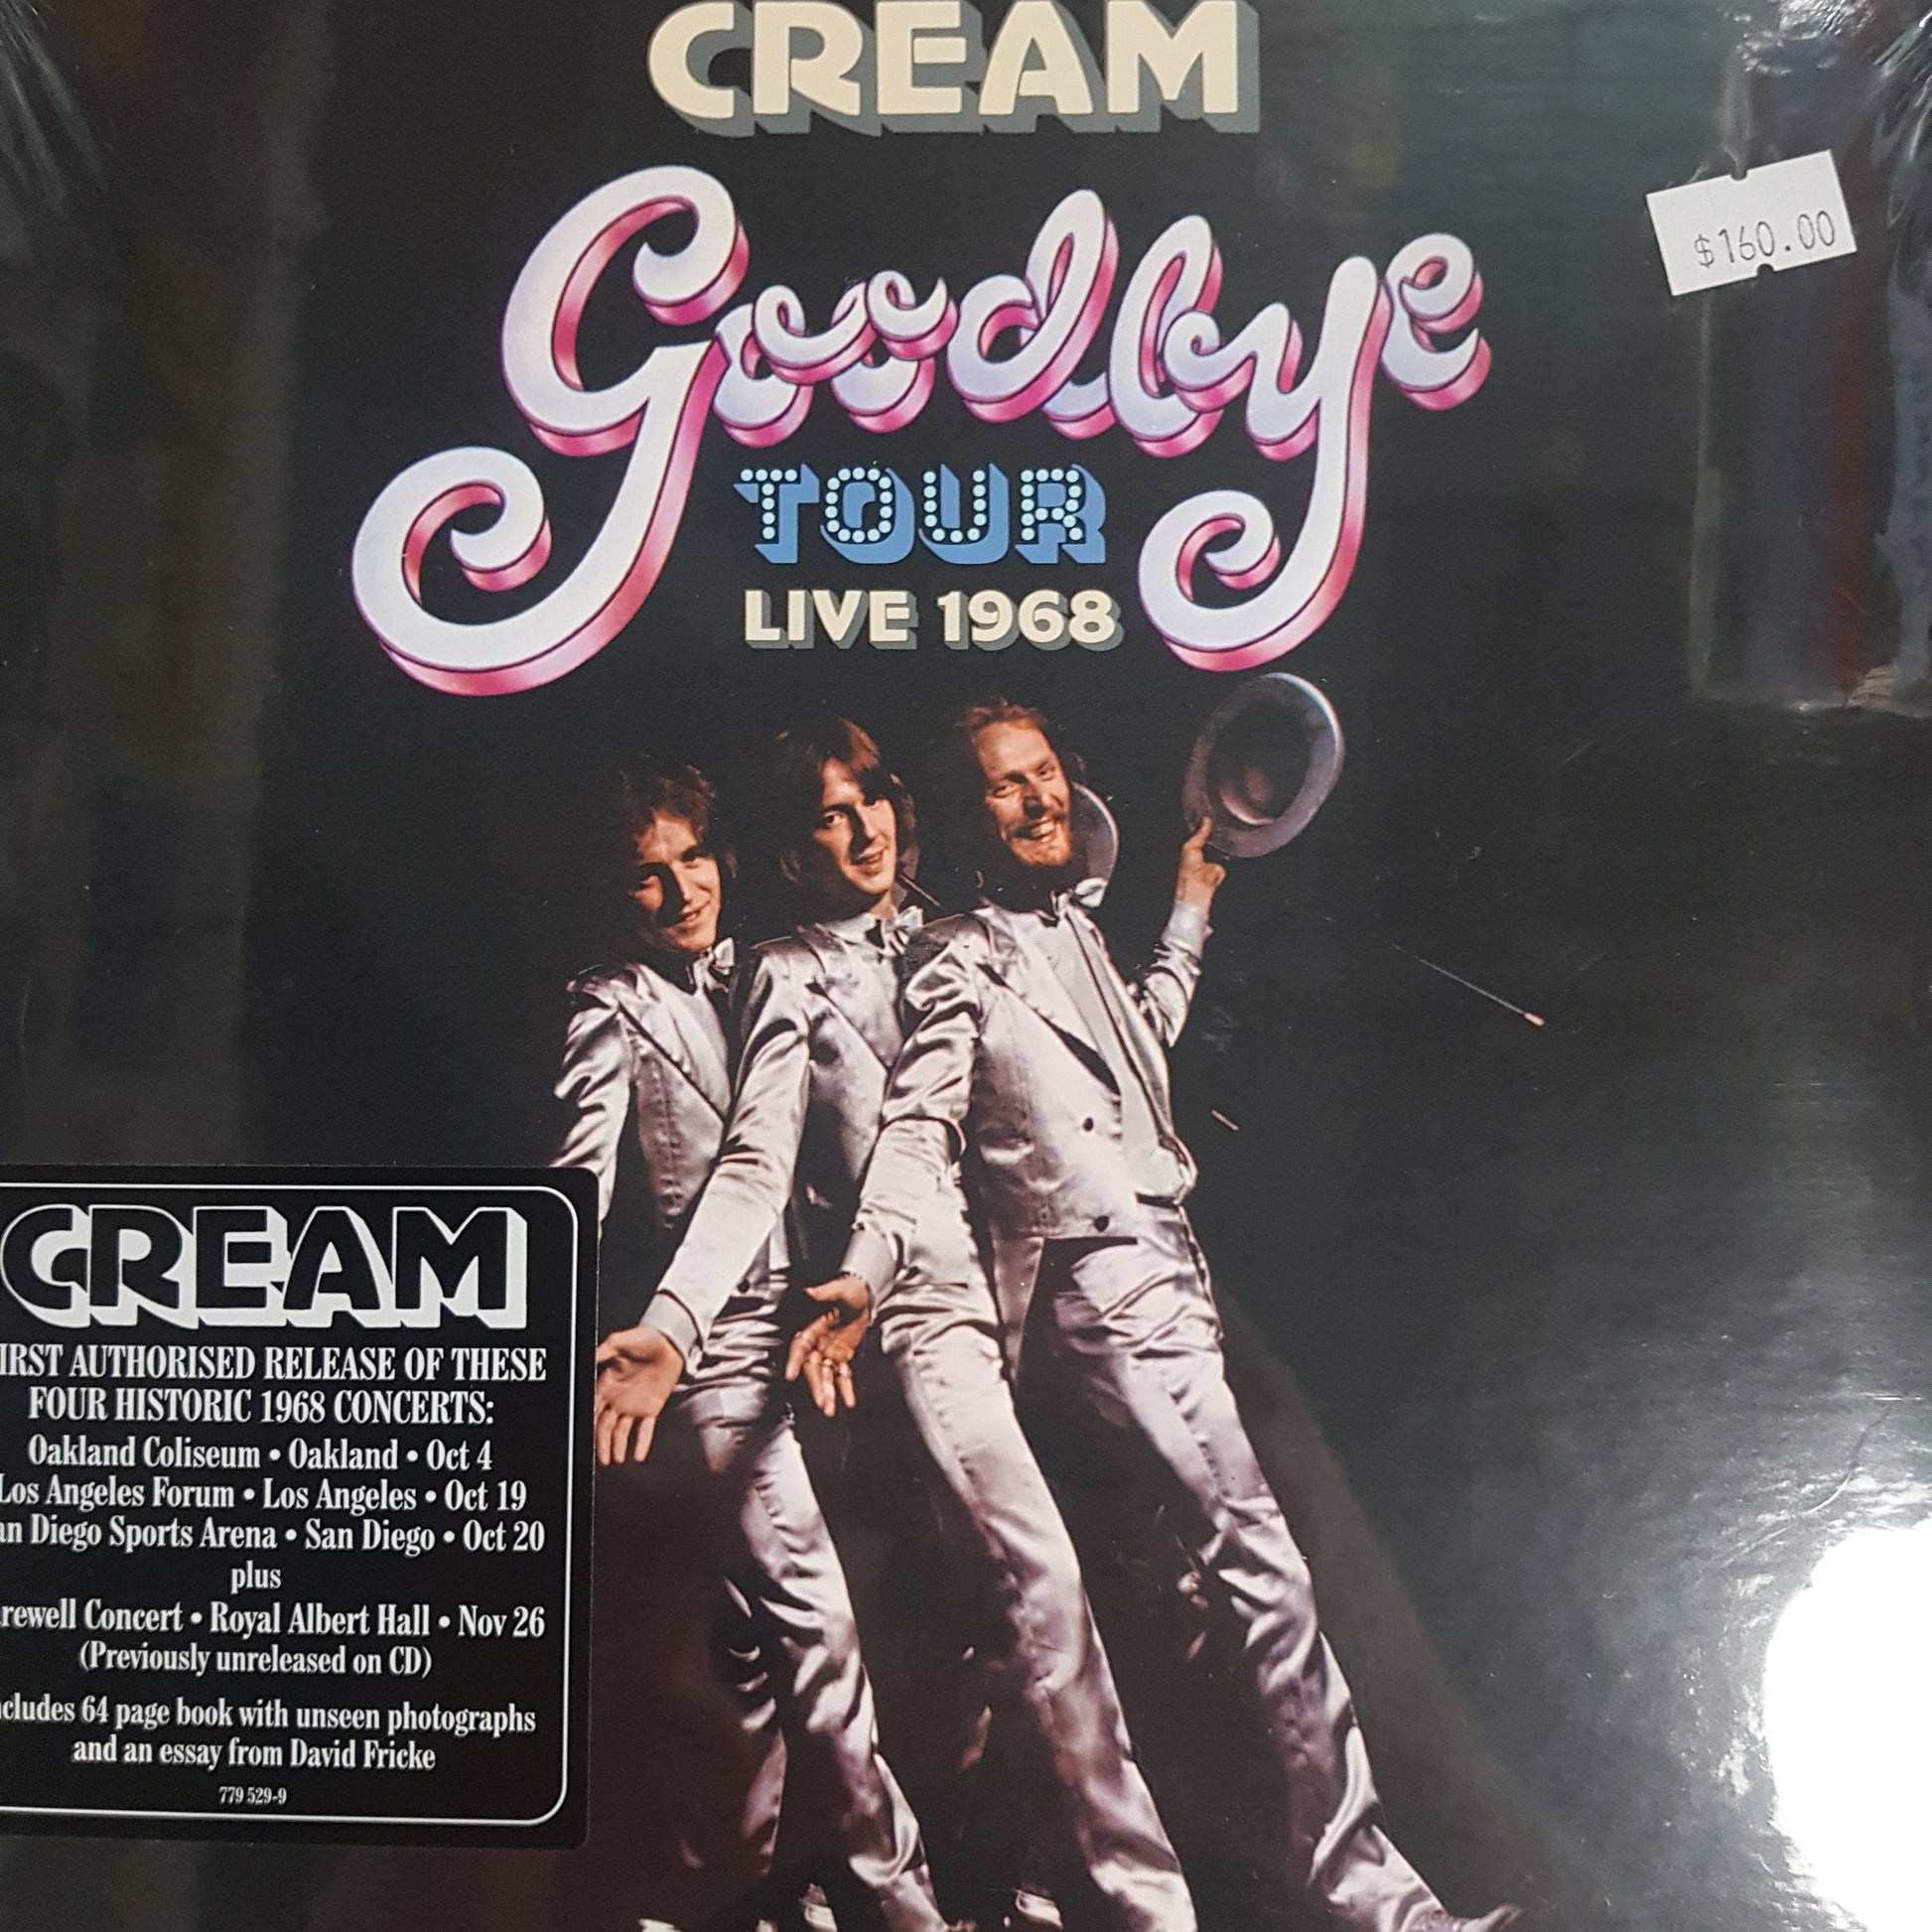 CREAM
Goodbye
$160.00
TOUR
LIVE 1968
CREAM
IRST AUTHORISED RELEASE OF THESE
FOUR HISTORIC 1968 CONCERTS:
Oakland Coliseum • Oakland • Oct 4
Los Angeles Forum • Los Angeles • Oct 19
an Diego Sports Arena • San Diego • Oct 20
plus
rewell Concert • Royal Albert Hall • Nov 26
(Previously unreleased on CD)
cludes 64 page book with unseen photographs
and an essay from David Fricke
779 529-9